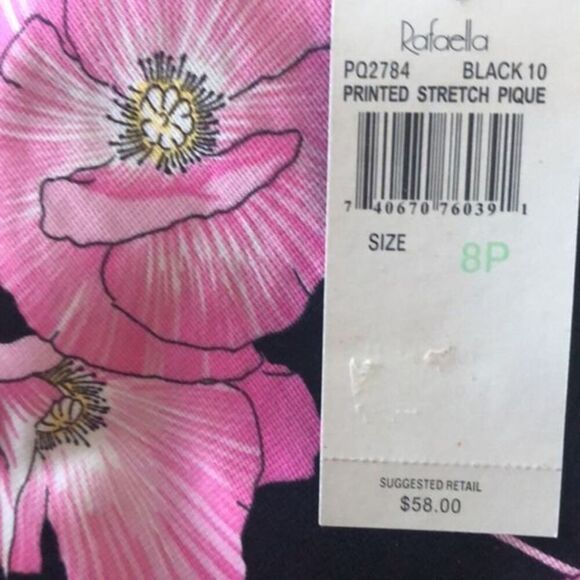 Rafaella
PQ2784 BLACK 10
PRINTED STRETCH PIQUE
7 40670 76039 1
SIZE 8P
SUGGESTED RETAIL
$58.00